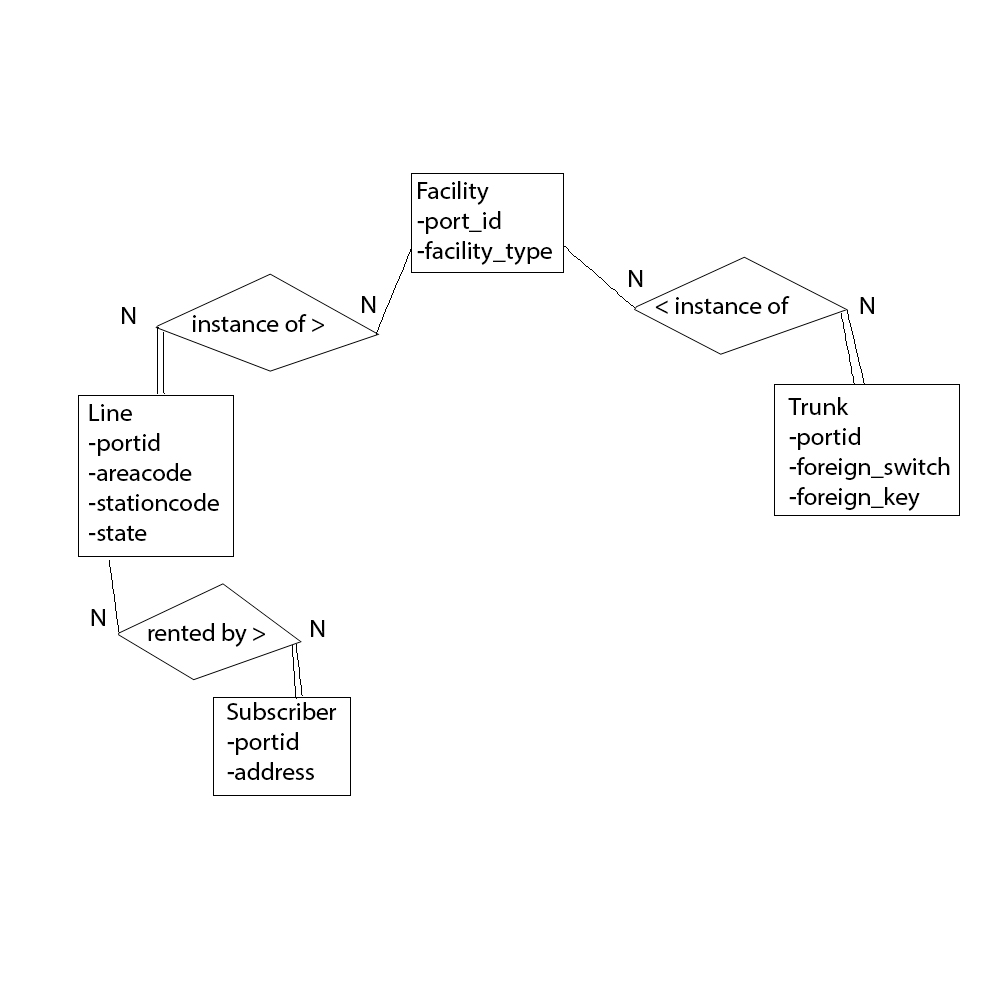 Facility
-port_id
-facility_type
N
instance of >
N
N
< instance of
N
Line
-portid
-areacode
-stationcode
-state
Trunk
-portid
-foreign_switch
-foreign_key
N
rented by >
N
Subscriber
-portid
-address